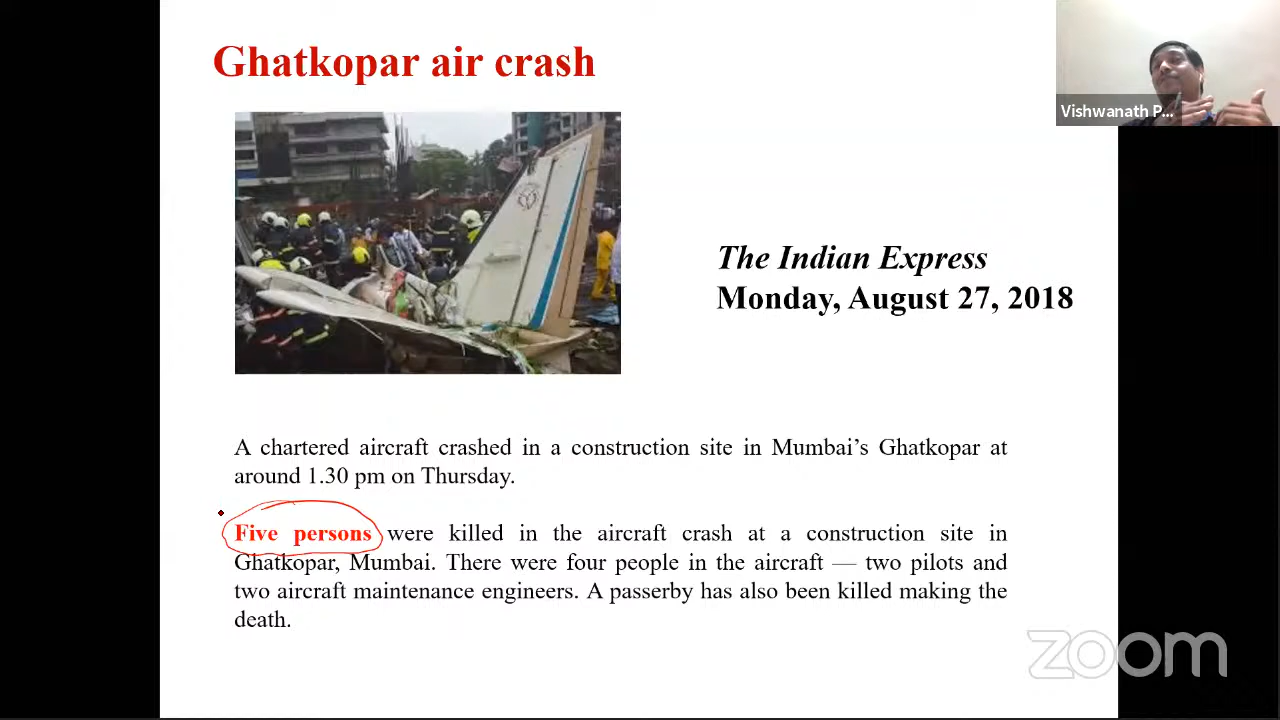 Ghatkopar air crash
Vishwanath P...
The Indian Express
Monday, August 27, 2018
A chartered aircraft crashed in a construction site in Mumbai's Ghatkopar at
around 1.30 pm on Thursday.
Five persons were killed in the aircraft crash at a construction site in
Ghatkopar, Mumbai. There were four people in the aircraft — two pilots and
two aircraft maintenance engineers. A passerby has also been killed making the
death.
zoom